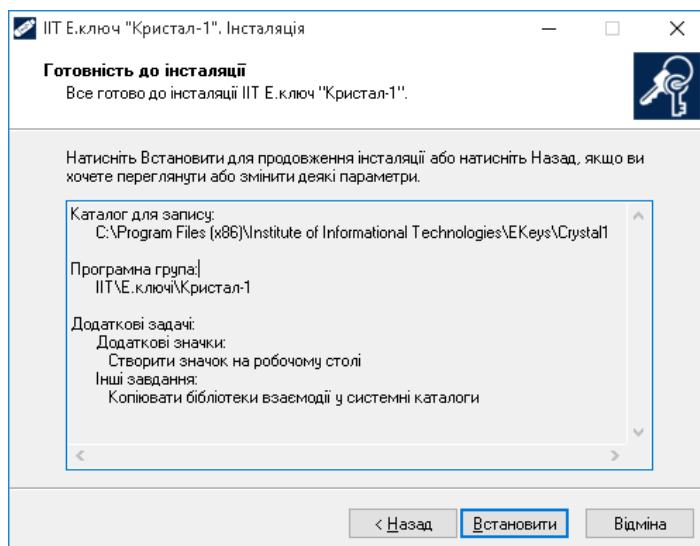 ІІТ Е.ключ "Кристал-1". Інсталяція
Готовність до інсталяції
Все готово до інсталяції ІІТ Е.ключ "Кристал-1".
Натисніть Встановити для продовження інсталяції або натисніть Назад, якщо ви
хочете переглянути або змінити деякі параметри.
Каталог для запису:
C:\Program Files (x86)\Institute of Informational Technologies\EKeys\Crystal1
Програмна група:
ІІТ\Е.ключі\Кристал-1
Додаткові задачі:
Додаткові значки:
Створити значок на робочому столі
Інші завдання:
Копіювати бібліотеки взаємодії у системні каталоги
< Назад
Встановити
Відміна